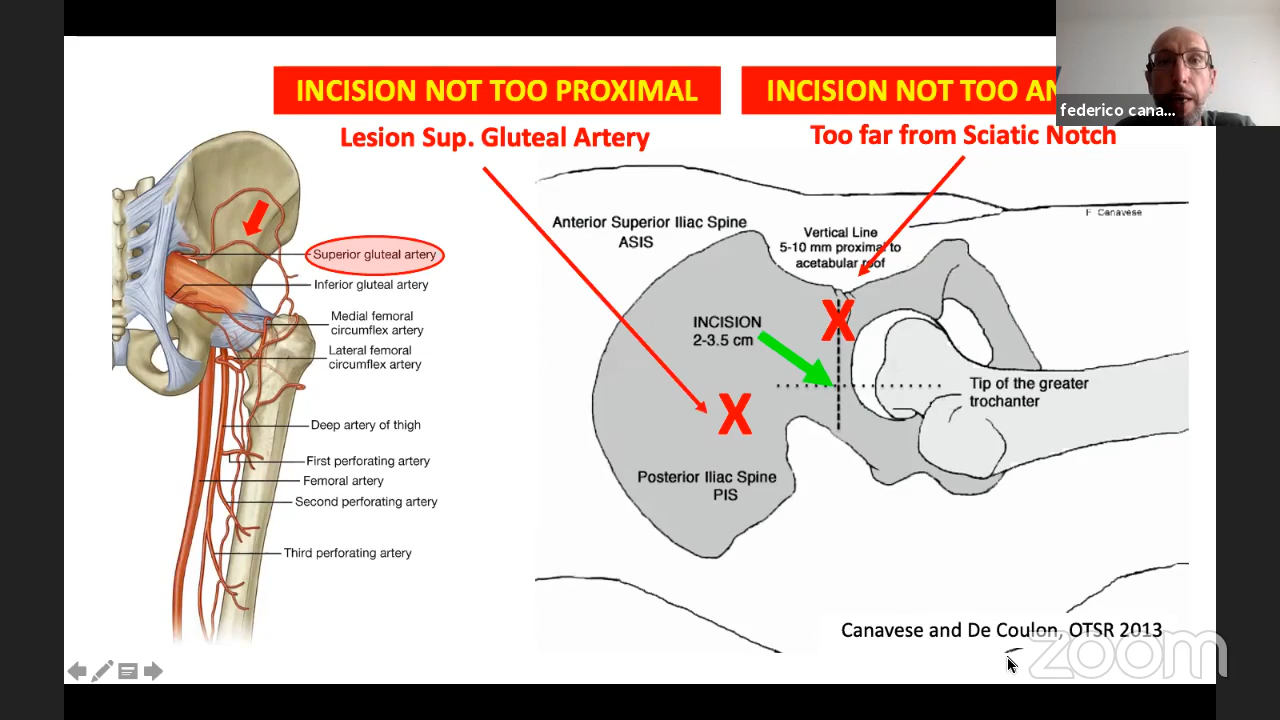 INCISION NOT TOO PROXIMAL
INCISION NOT TOO
federico cana...
Lesion Sup. Gluteal Artery
Too far from Sciatic Notch
Superior gluteal artery
Inferior gluteal artery
Medial femoral
circumflex artery
Lateral femoral
circumflex artery
Deep artery of thigh
First perforating artery
Femoral artery
Second perforating artery
Third perforating artery
F Canavese
Anterior Superior Iliac Spine
ASIS
Vertical Line
5-10 mm proximal to
acetabular roof
INCISION
2-3.5 cm
X
X
Tip of the greater
trochanter
Posterior Iliac Spine
PIS
Canavese and De Coulon, OTSR 2013
zoom